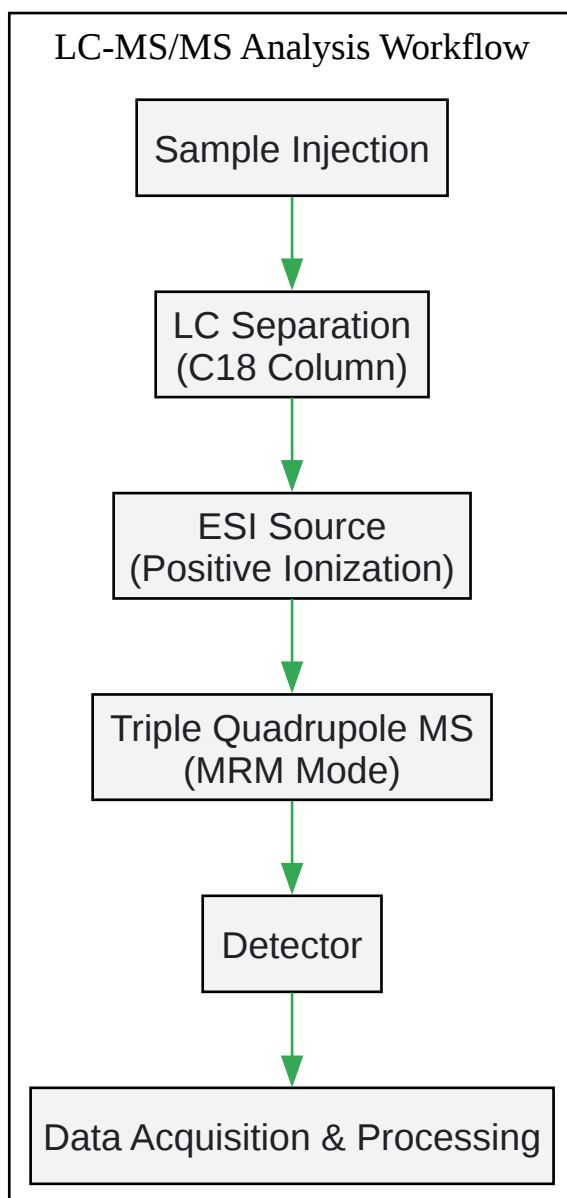 LC-MS/MS Analysis Workflow
Sample Injection
LC Separation
(C18 Column)
ESI Source
(Positive Ionization)
Triple Quadrupole MS
(MRM Mode)
Detector
Data Acquisition & Processing